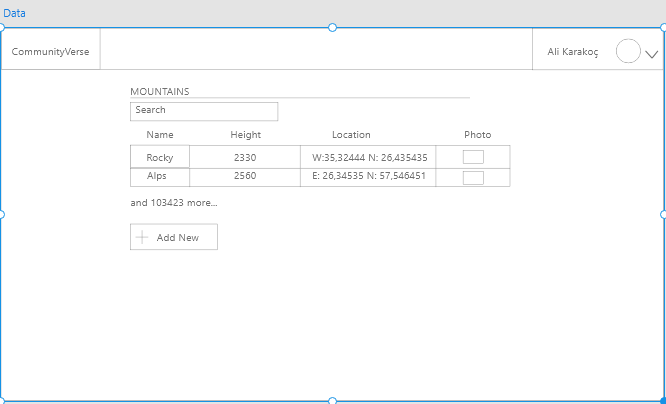 Data
CommunityVerse
Ali Karakoç
MOUNTAINS
Search
Name Height Location Photo
Rocky 2330 W:35,32444 N: 26,435435
Alps 2560 E: 26,34535 N: 57,546451
and 103423 more...
Add New